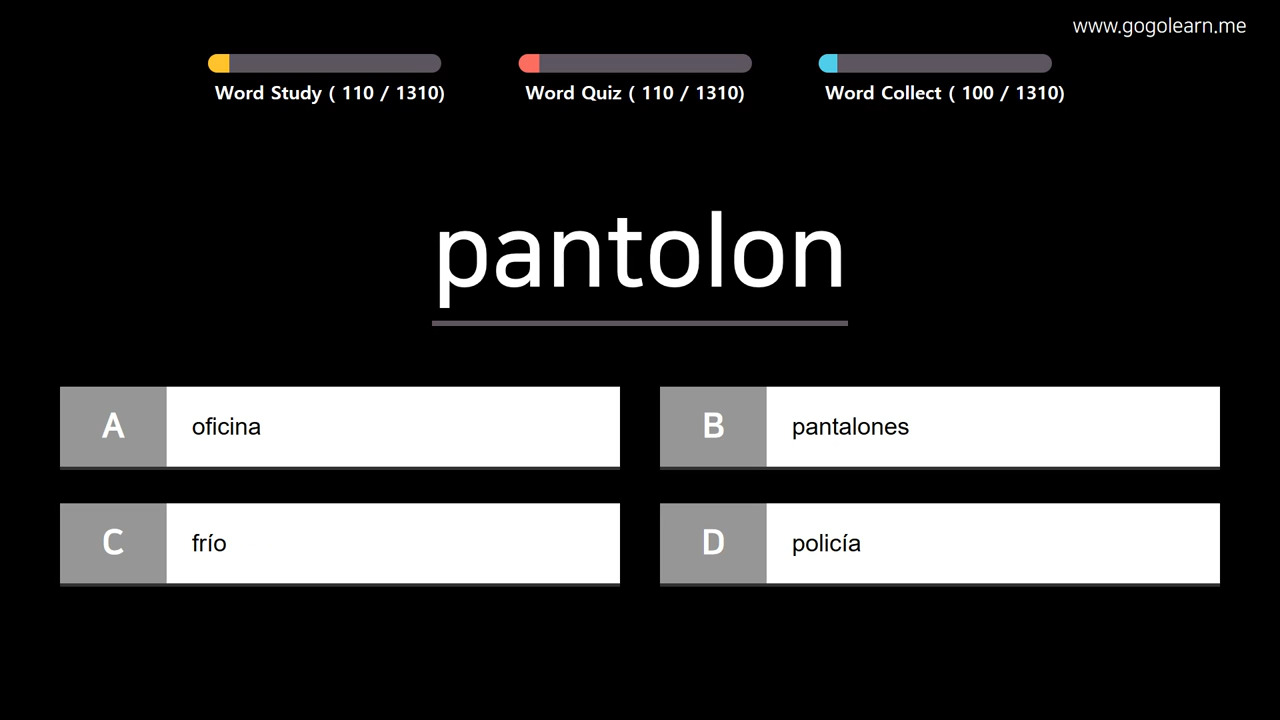 www.gogolearn.me
Word Study ( 110 / 1310)
Word Quiz ( 110 / 1310)
Word Collect ( 100 / 1310)
pantolon
A
oficina
B
pantalones
C
frío
D
policía